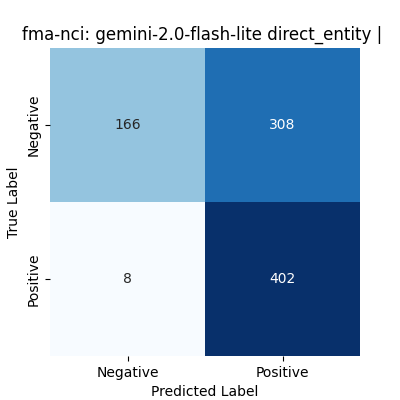 fma-nci: gemini-2.0-flash-lite direct_entity |
True Label
Negative
166
308
Positive
8
402
Negative
Positive
Predicted Label